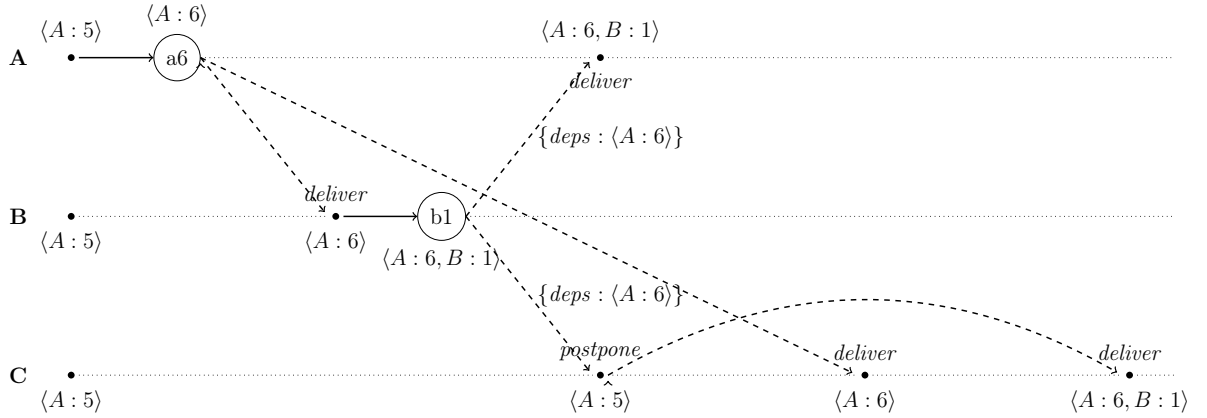 ⟨A : 6⟩
⟨A : 5⟩
⟨A : 6, B : 1⟩
A
a6
deliver
{deps : ⟨A : 6⟩}
deliver
B
b1
⟨A : 5⟩
⟨A : 6⟩
⟨A : 6, B : 1⟩
{deps : ⟨A : 6⟩}
postpone
deliver
deliver
C
⟨A : 5⟩
⟨A : 5⟩
⟨A : 6⟩
⟨A : 6, B : 1⟩